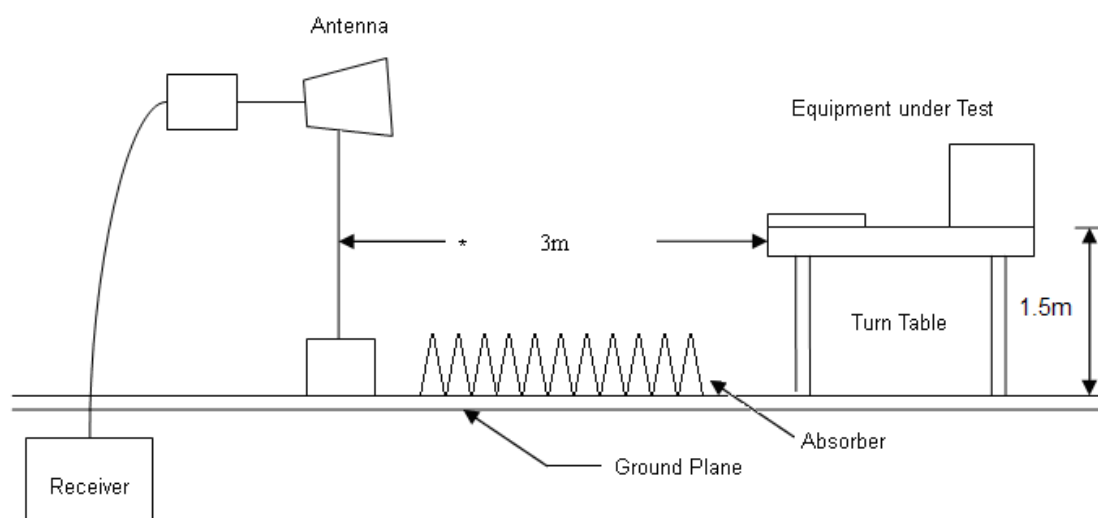 Antenna
Equipment under Test
* 3m
1.5m
Turn Table
Absorber
Ground Plane
Receiver